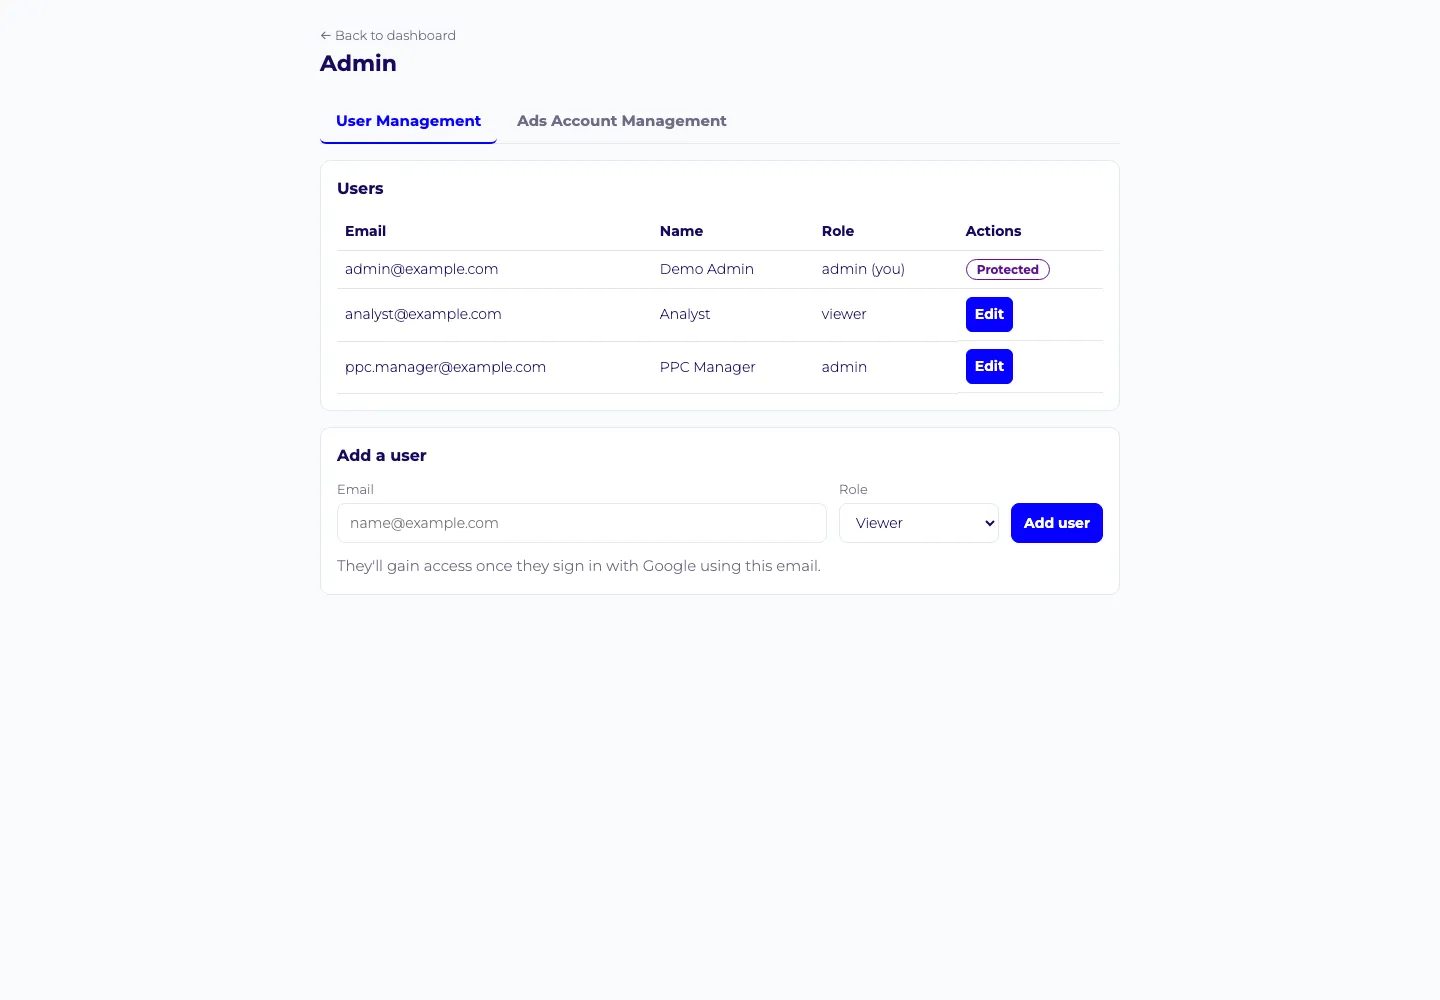 ← Back to dashboard
Admin
User Management Ads Account Management
Users
Email Name Role Actions
admin@example.com Demo Admin admin (you) Protected
analyst@example.com Analyst viewer Edit
ppc.manager@example.com PPC Manager admin Edit
Add a user
Email Role
name@example.com Viewer Add user
They'll gain access once they sign in with Google using this email.